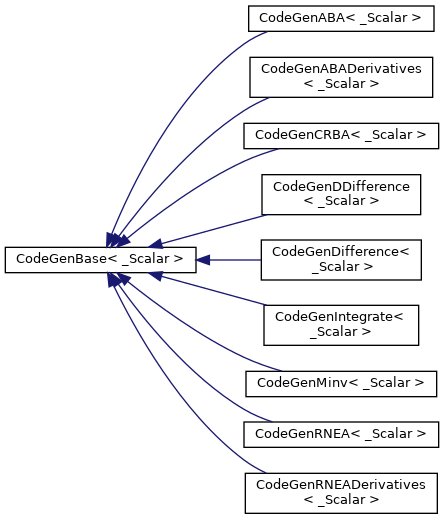 CodeGenABA< _Scalar >
CodeGenABADerivatives
< _Scalar >
CodeGenCRBA< _Scalar >
CodeGenDDifference
< _Scalar >
CodeGenBase< _Scalar >
CodeGenDifference<
_Scalar >
CodeGenIntegrate<
_Scalar >
CodeGenMinv< _Scalar >
CodeGenRNEA< _Scalar >
CodeGenRNEADerivatives
< _Scalar >